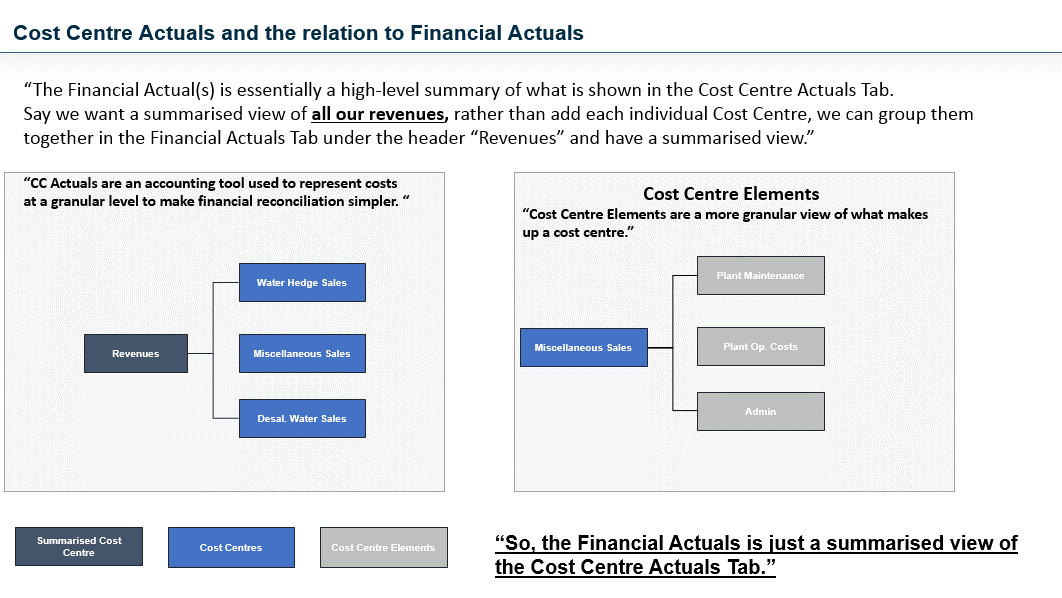 Cost Centre Actuals and the relation to Financial Actuals
“The Financial Actual(s) is essentially a high-level summary of what is shown in the Cost Centre Actuals Tab.
Say we want a summarised view of all our revenues, rather than add each individual Cost Centre, we can group them
together in the Financial Actuals Tab under the header “Revenues” and have a summarised view.”
“CC Actuals are an accounting tool used to represent costs
at a granular level to make financial reconciliation simpler. “
Water Hedge Sales
Revenues
Miscellaneous Sales
Desal. Water Sales
Cost Centre Elements
“Cost Centre Elements are a more granular view of what makes
up a cost centre.”
Plant Maintenance
Miscellaneous Sales
Plant Op. Costs
Admin
Summarised Cost
Centre
Cost Centres
Cost Centre Elements
“So, the Financial Actuals is just a summarised view of
the Cost Centre Actuals Tab.”